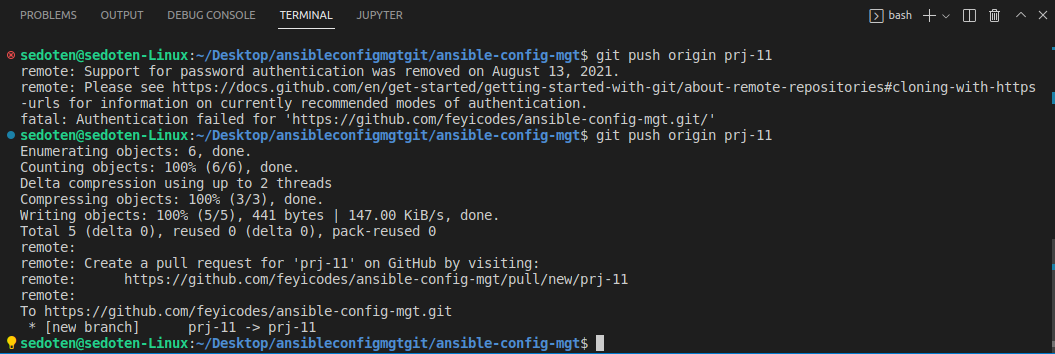 PROBLEMS OUTPUT DEBUG CONSOLE TERMINAL JUPYTER bash
sedoten@sedoten-Linux:~/Desktop/ansibleconfigmgtgit/ansible-config-mgt$ git push origin prj-11
remote: Support for password authentication was removed on August 13, 2021.
remote: Please see https://docs.github.com/en/get-started/getting-started-with-git/about-remote-repositories#cloning-with-https
-urls for information on currently recommended modes of authentication.
fatal: Authentication failed for 'https://github.com/feyicodes/ansible-config-mgt.git/'
sedoten@sedoten-Linux:~/Desktop/ansibleconfigmgtgit/ansible-config-mgt$ git push origin prj-11
Enumerating objects: 6, done.
Counting objects: 100% (6/6), done.
Delta compression using up to 2 threads
Compressing objects: 100% (3/3), done.
Writing objects: 100% (5/5), 441 bytes | 147.00 KiB/s, done.
Total 5 (delta 0), reused 0 (delta 0), pack-reused 0
remote:
remote: Create a pull request for 'prj-11' on GitHub by visiting:
remote:      https://github.com/feyicodes/ansible-config-mgt/pull/new/prj-11
remote:
To https://github.com/feyicodes/ansible-config-mgt.git
 * [new branch]      prj-11 -> prj-11
sedoten@sedoten-Linux:~/Desktop/ansibleconfigmgtgit/ansible-config-mgt$